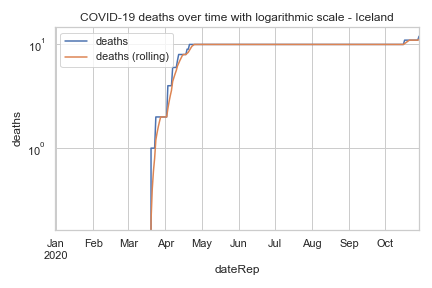 COVID-19 deaths over time with logarithmic scale - Iceland
deaths
deaths (rolling)
10¹
10⁰
deaths
Jan Feb Mar Apr May Jun Jul Aug Sep Oct
2020
dateRep